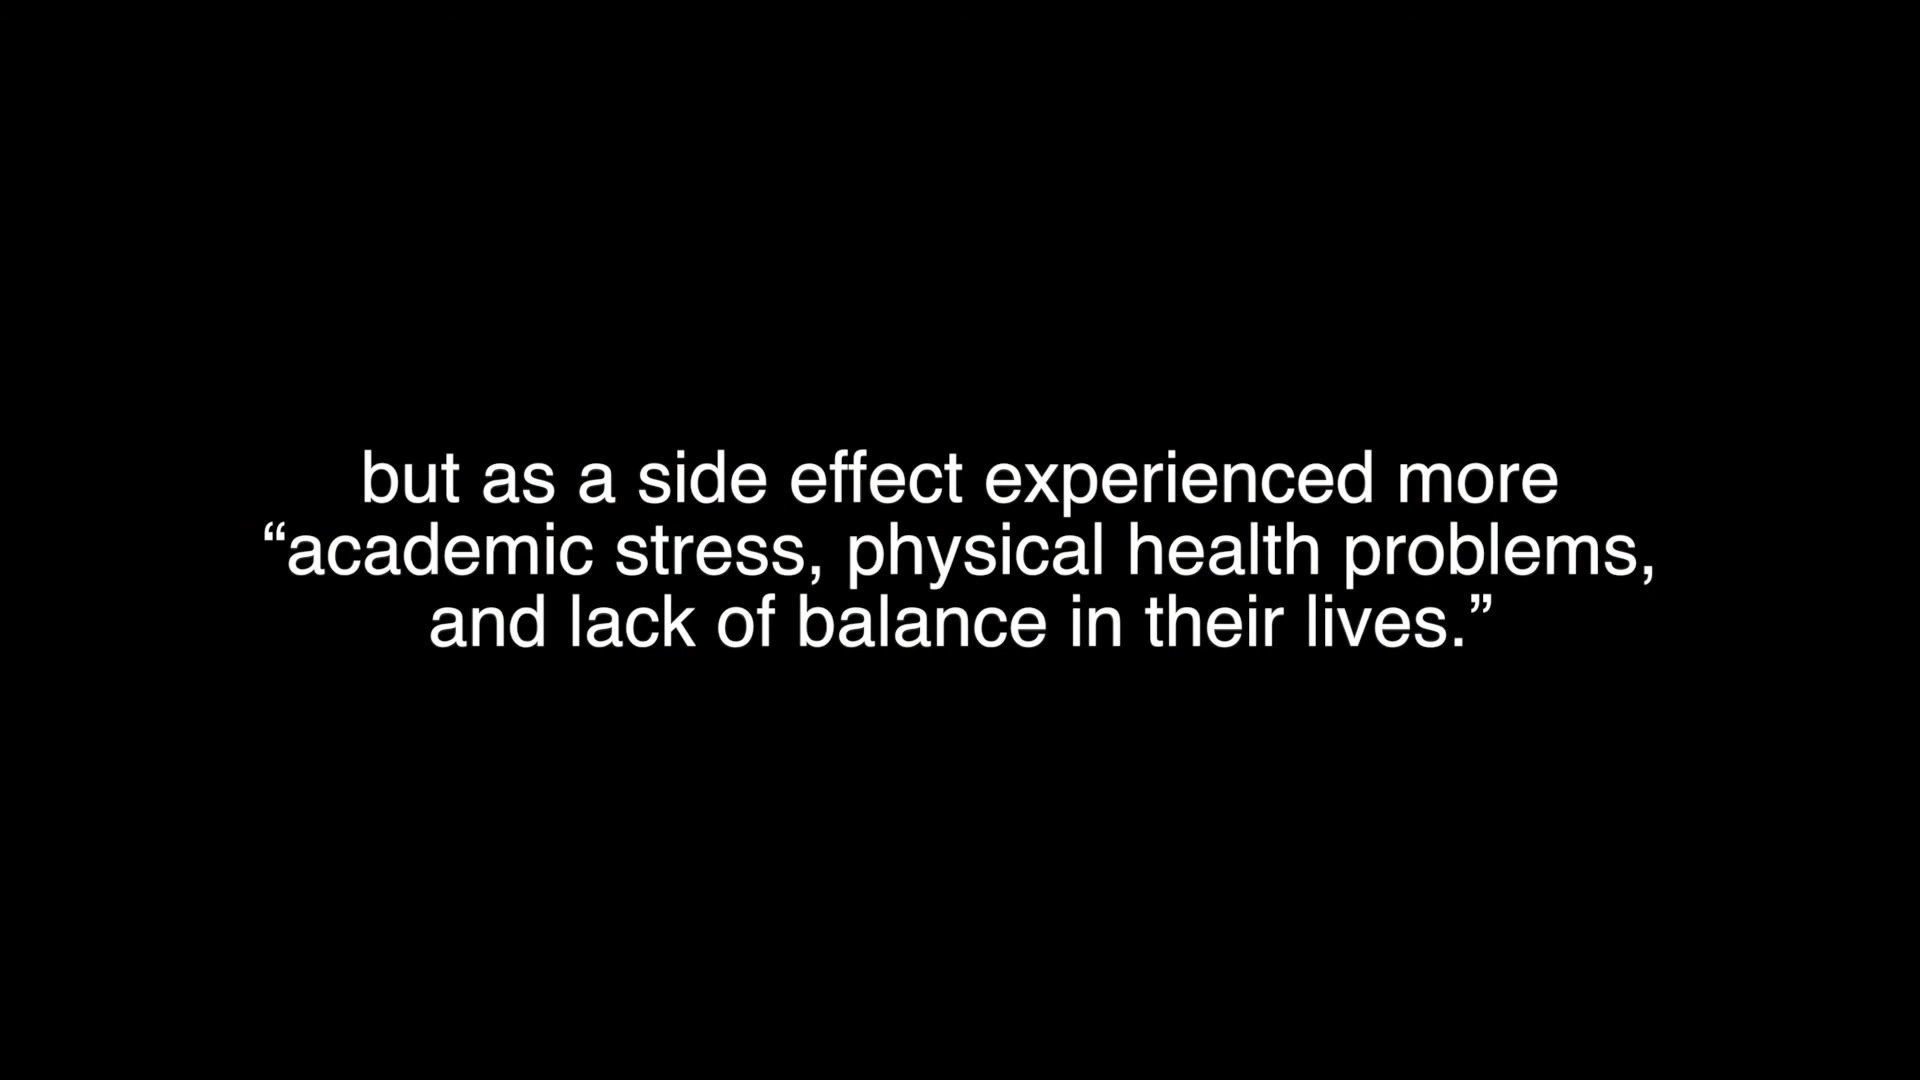 but as a side effect experienced more
“academic stress, physical health problems,
and lack of balance in their lives.”